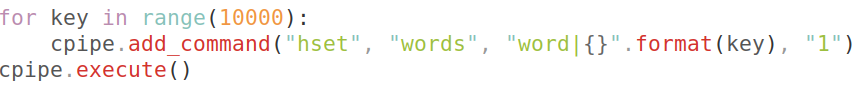 for key in range(10000):
    cpipe.add_command("hset", "words", "word|{}".format(key), "1")
cpipe.execute()